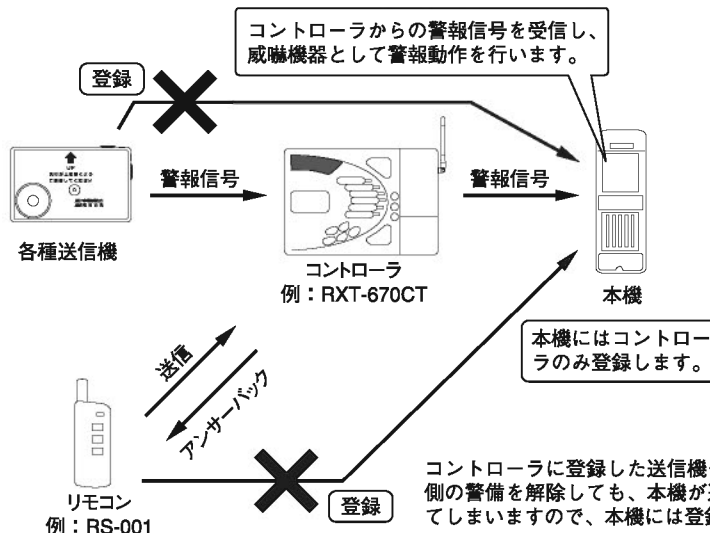 コントローラからの警報信号を受信し、
威嚇機器として警報動作を行います。
登録
UP
警報信号
警報信号
各種送信機
コントローラ
例：RXT-670CT
本機
本機にはコントロー
ラのみ登録します。
送信
アンサーバック
リモコン
例：RS-001
登録
コントローラに登録した送信機
側の警備を解除しても、本機が
てしまいますので、本機には登